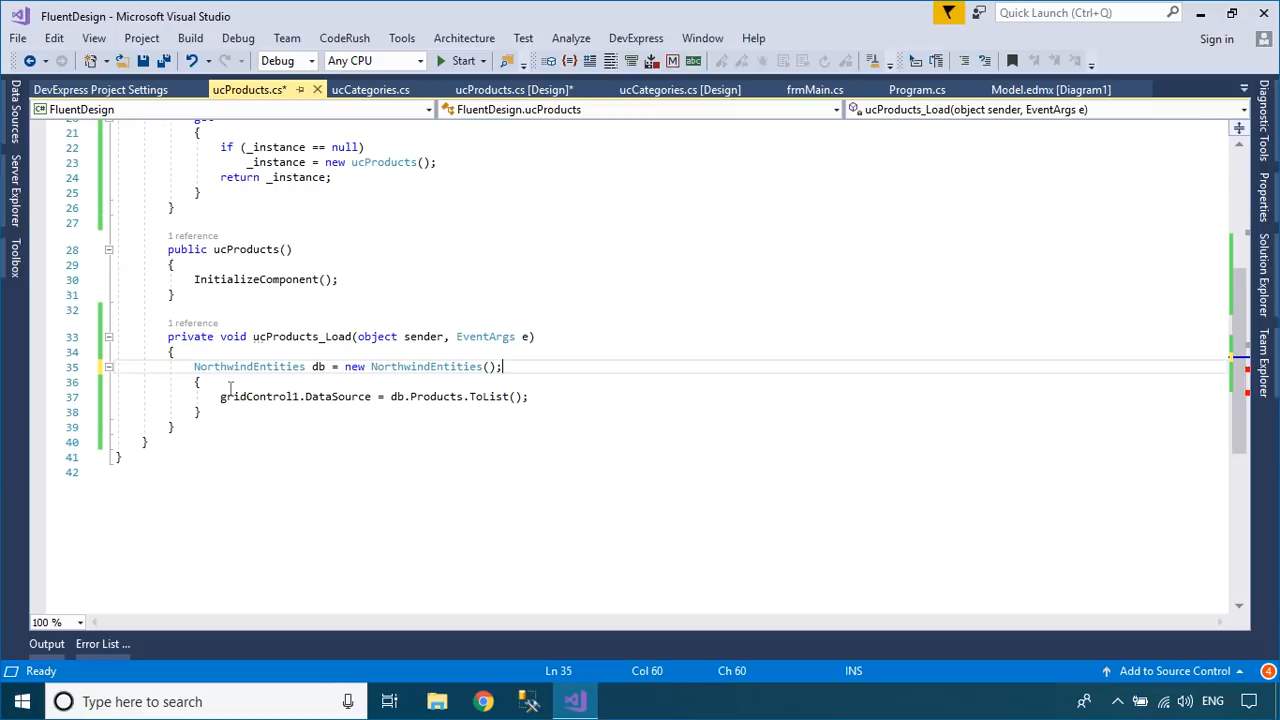 FluentDesign - Microsoft Visual Studio
Quick Launch (Ctrl+Q)
File Edit View Project Build Debug Team CodeRush Tools Architecture Test Analyze DevExpress Window Help
Sign in
Debug Any CPU Start
DevExpress Project Settings ucProducts.cs* ucCategories.cs ucProducts.cs [Design]* ucCategories.cs [Design] frmMain.cs Program.cs Model.edmx [Diagram1]
FluentDesign FluentDesign.ucProducts ucProducts_Load(object sender, EventArgs e)
Data Sources
Server Explorer
Toolbox
21 {
22 if (_instance == null)
23 _instance = new ucProducts();
24 return _instance;
25 }
26 }
27
1 reference
28 public ucProducts()
29 {
30 InitializeComponent();
31 }
32
1 reference
33 private void ucProducts_Load(object sender, EventArgs e)
34 {
35 NorthwindEntities db = new NorthwindEntities();
36 {
37 gridControl1.DataSource = db.Products.ToList();
38 }
39 }
40 }
41 }
42
Diagnostic Tools
Properties
Solution Explorer
Team Explorer
100 %
Output Error List ...
Ready Ln 35 Col 60 Ch 60 INS Add to Source Control 4
Type here to search ENG